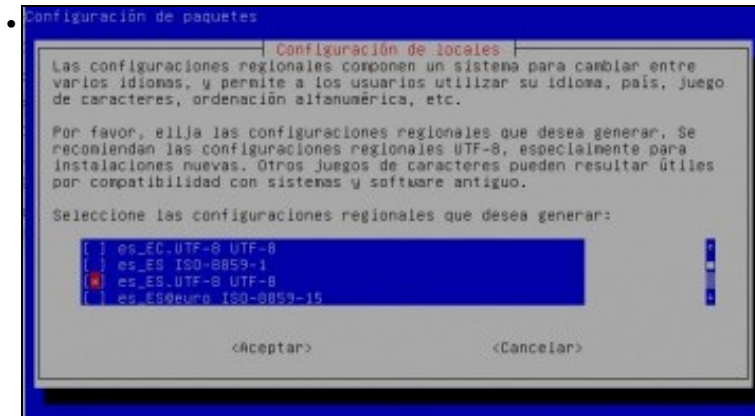 Configuración de paquetes
Configuración de locales
Las configuraciones regionales componen un sistema para cambiar entre
varios idiomas, y permite a los usuarios utilizar su idioma, país, juego
de caracteres, ordenación alfanumérica, etc.
Por favor, elija las configuraciones regionales que desea generar. Se
recomiendan las configuraciones regionales UTF-8, especialmente para
instalaciones nuevas. Otros juegos de caracteres pueden resultar útiles
por compatibilidad con sistemas y software antiguo.
Seleccione las configuraciones regionales que desea generar:
[ ] es_EC.UTF-8 UTF-8
[ ] es_ES ISO-8859-1
[*] es_ES.UTF-8 UTF-8
[ ] es_ES@euro ISO-8859-15
<Aceptar> <Cancelar>